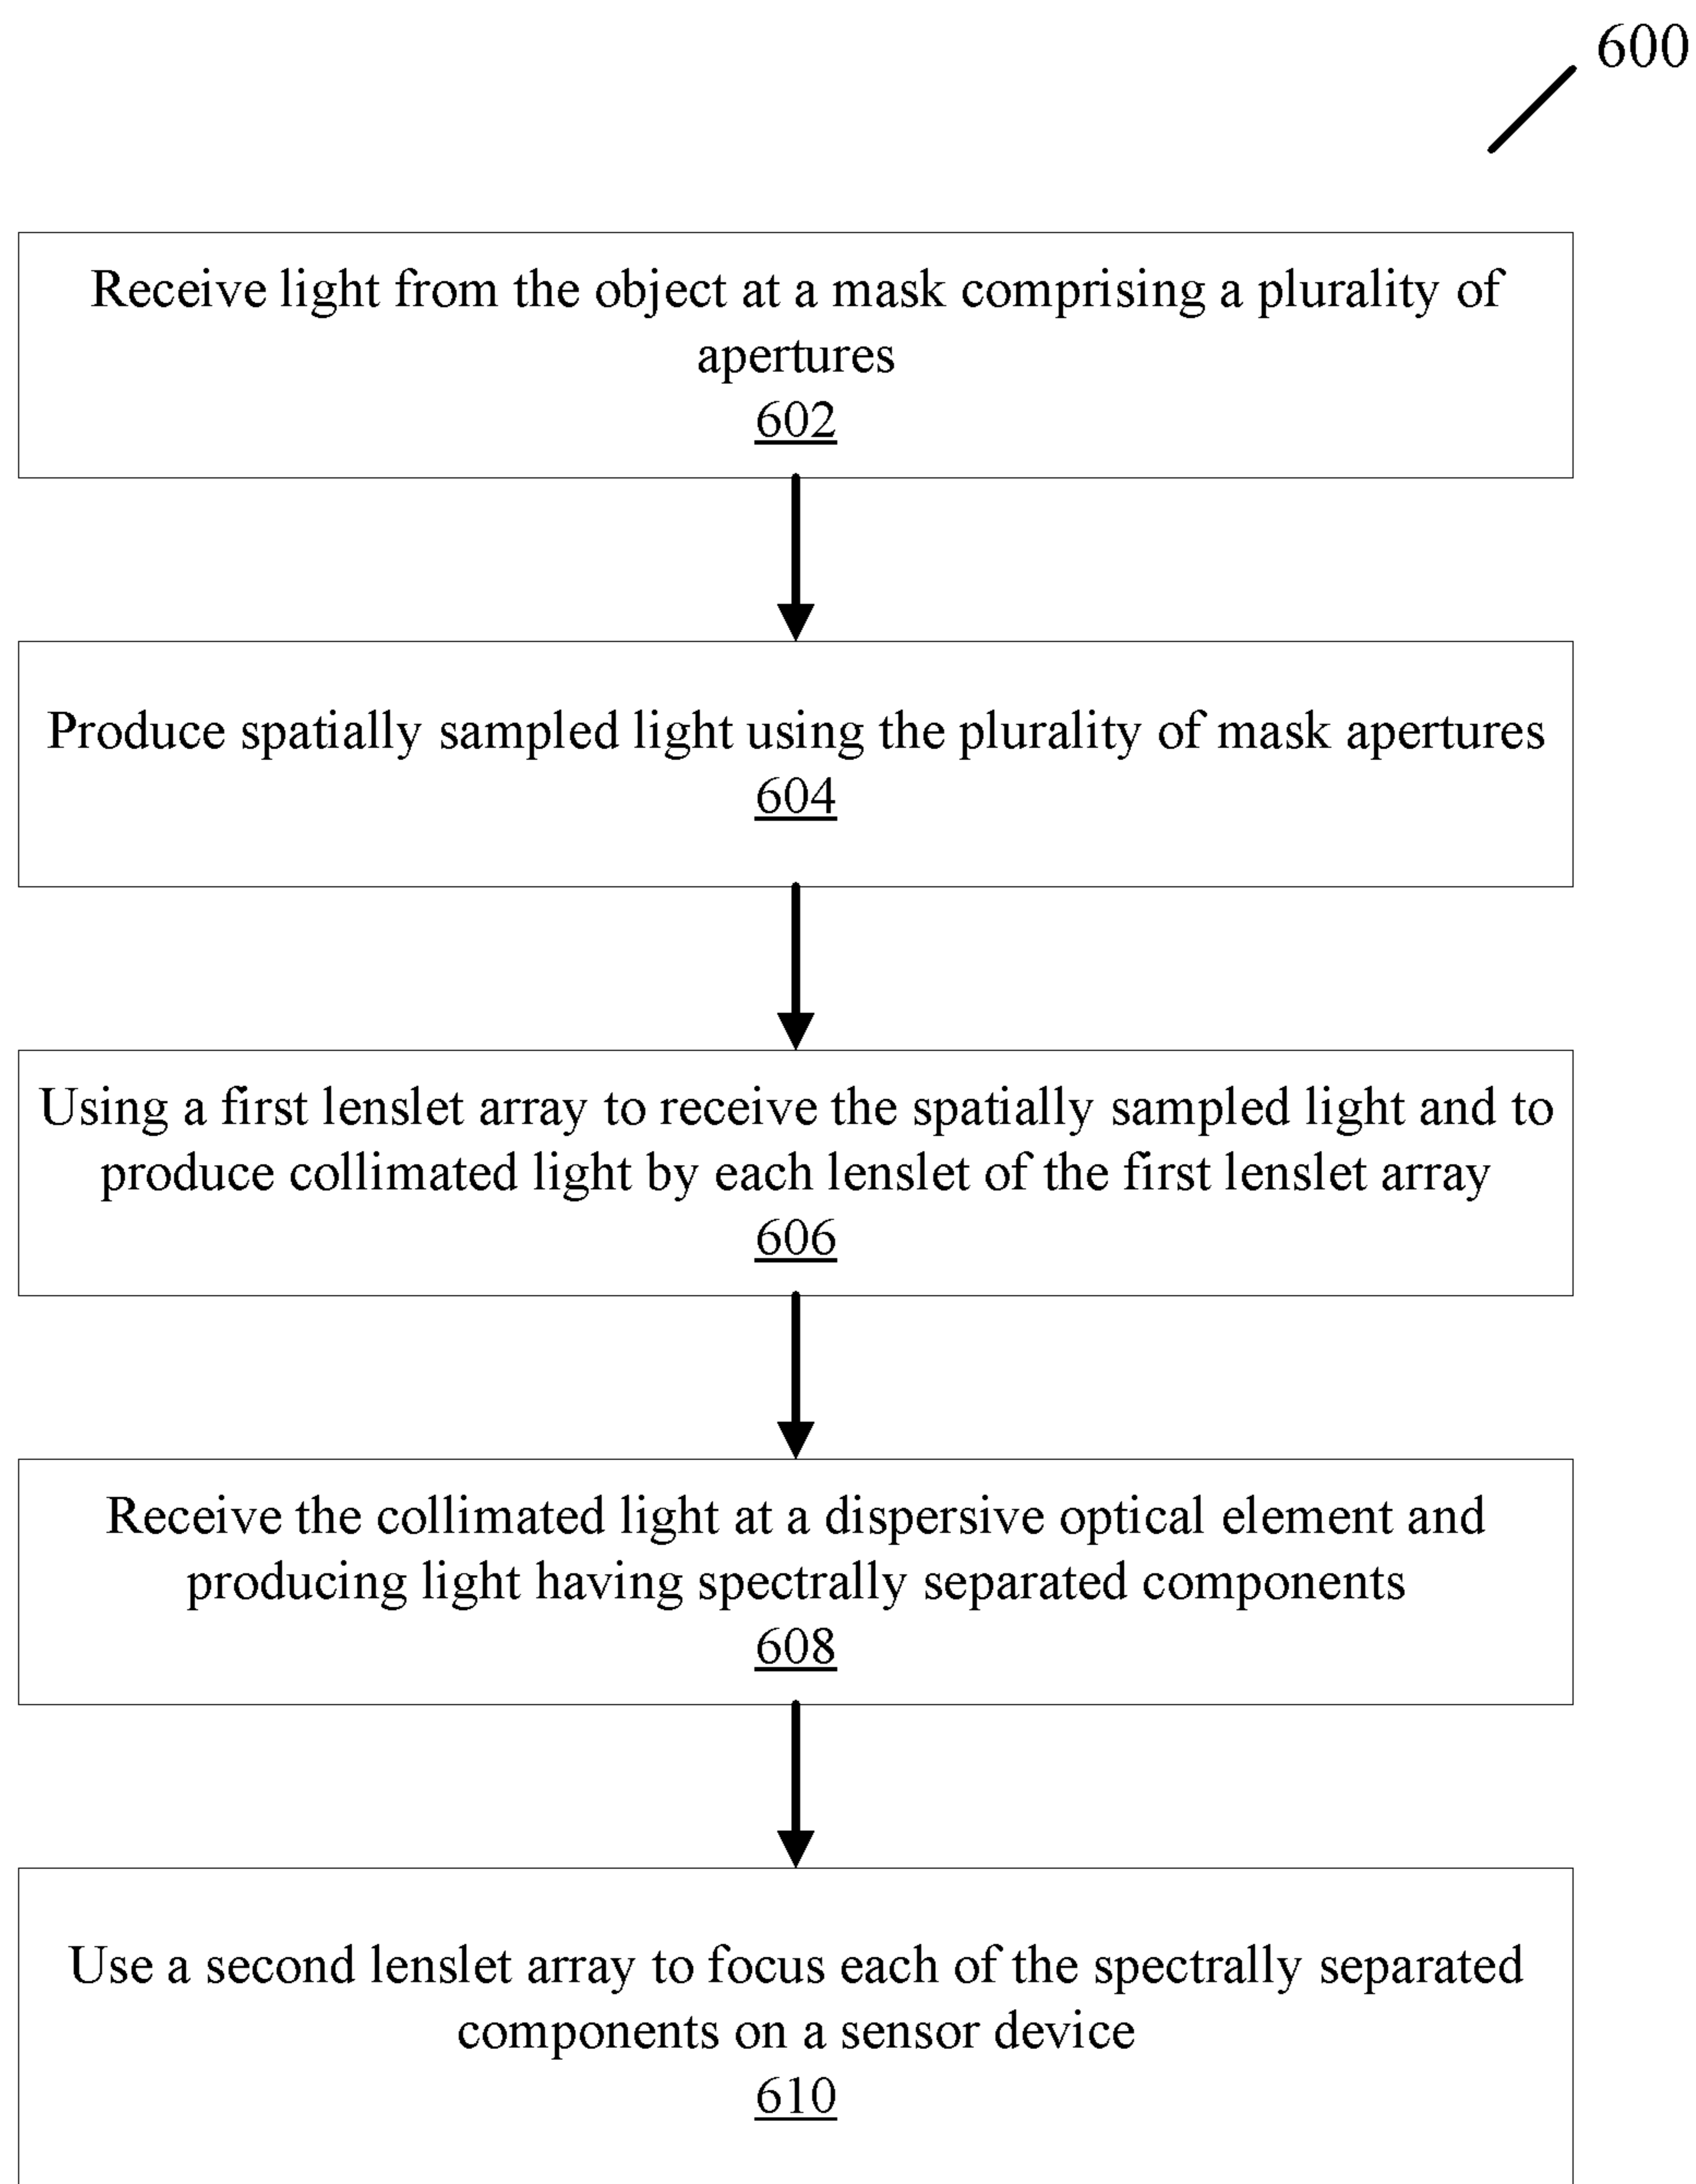 600
Receive light from the object at a mask comprising a plurality of
apertures
602
Produce spatially sampled light using the plurality of mask apertures
604
Using a first lenslet array to receive the spatially sampled light and to
produce collimated light by each lenslet of the first lenslet array
606
Receive the collimated light at a dispersive optical element and
producing light having spectrally separated components
608
Use a second lenslet array to focus each of the spectrally separated
components on a sensor device
610